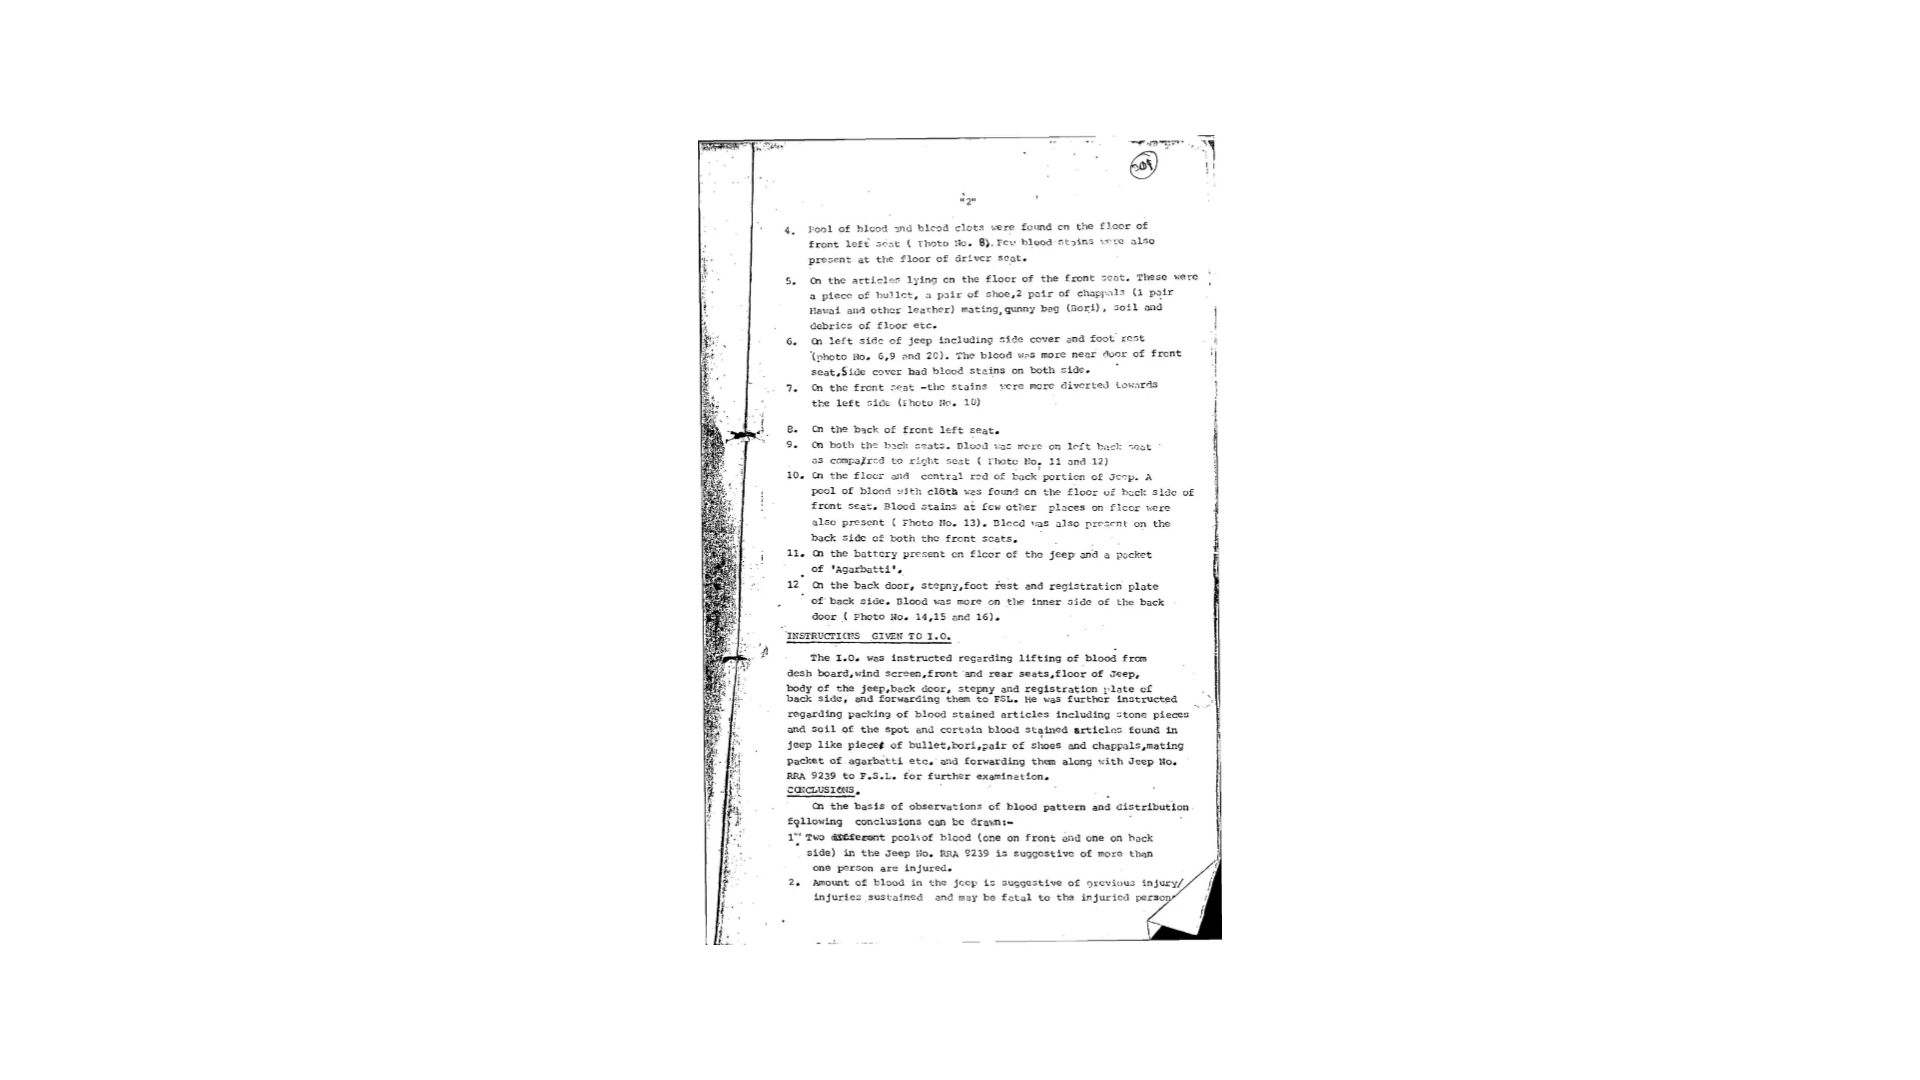 "2"
4. Pool of blood and blood clots were found on the floor of
front left seat ( Photo No. 8). Few blood stains were also
present at the floor of driver seat.
5. On the articles lying on the floor of the front seat. These were
a piece of bullet, a pair of shoe,2 pair of chappals (1 pair
Hawai and other leather) mating,gunny bag (Bori), soil and
debries of floor etc.
6. On left side of jeep including side cover and foot rest
(photo No. 6,9 and 20). The blood was more near door of front
seat,Side cover had blood stains on both side.
7. On the front seat -the stains were more diverted towards
the left side (Photo No. 10)
8. On the back of front left seat.
9. On both the back seats. Blood was more on left back seat
as compaired to right seat ( Photo No. 11 and 12)
10. On the floor and central rod of back portion of Jeep. A
pool of blood with cloth was found on the floor of back side of
front seat. Blood stains at few other places on floor were
also present ( Photo No. 13). Blood was also present on the
back side of both the front seats.
11. On the battery present on floor of the jeep and a packet
of 'Agarbatti'.
12 On the back door, stepny,foot rest and registration plate
of back side. Blood was more on the inner side of the back
door ( Photo No. 14,15 and 16).
INSTRUCTIONS GIVEN TO I.O.
The I.O. was instructed regarding lifting of blood from
desh board,wind screen,front and rear seats,floor of Jeep,
body of the jeep,back door, stepny and registration plate of
back side, and forwarding them to FSL. He was further instructed
regarding packing of blood stained articles including stone pieces
and soil of the spot and certain blood stained articles found in
jeep like piece of bullet,bori,pair of shoes and chappals,mating
packet of agarbatti etc. and forwarding them along with Jeep No.
RRA 9239 to F.S.L. for further examination.
CONCLUSIONS.
On the basis of observations of blood pattern and distribution
following conclusions can be drawn:-
1. Two different pools of blood (one on front and one on back
side) in the Jeep No. RRA 9239 is suggestive of more than
one person are injured.
2. Amount of blood in the jeep is suggestive of grevious injury/
injuries sustained and may be fatal to the injuried person